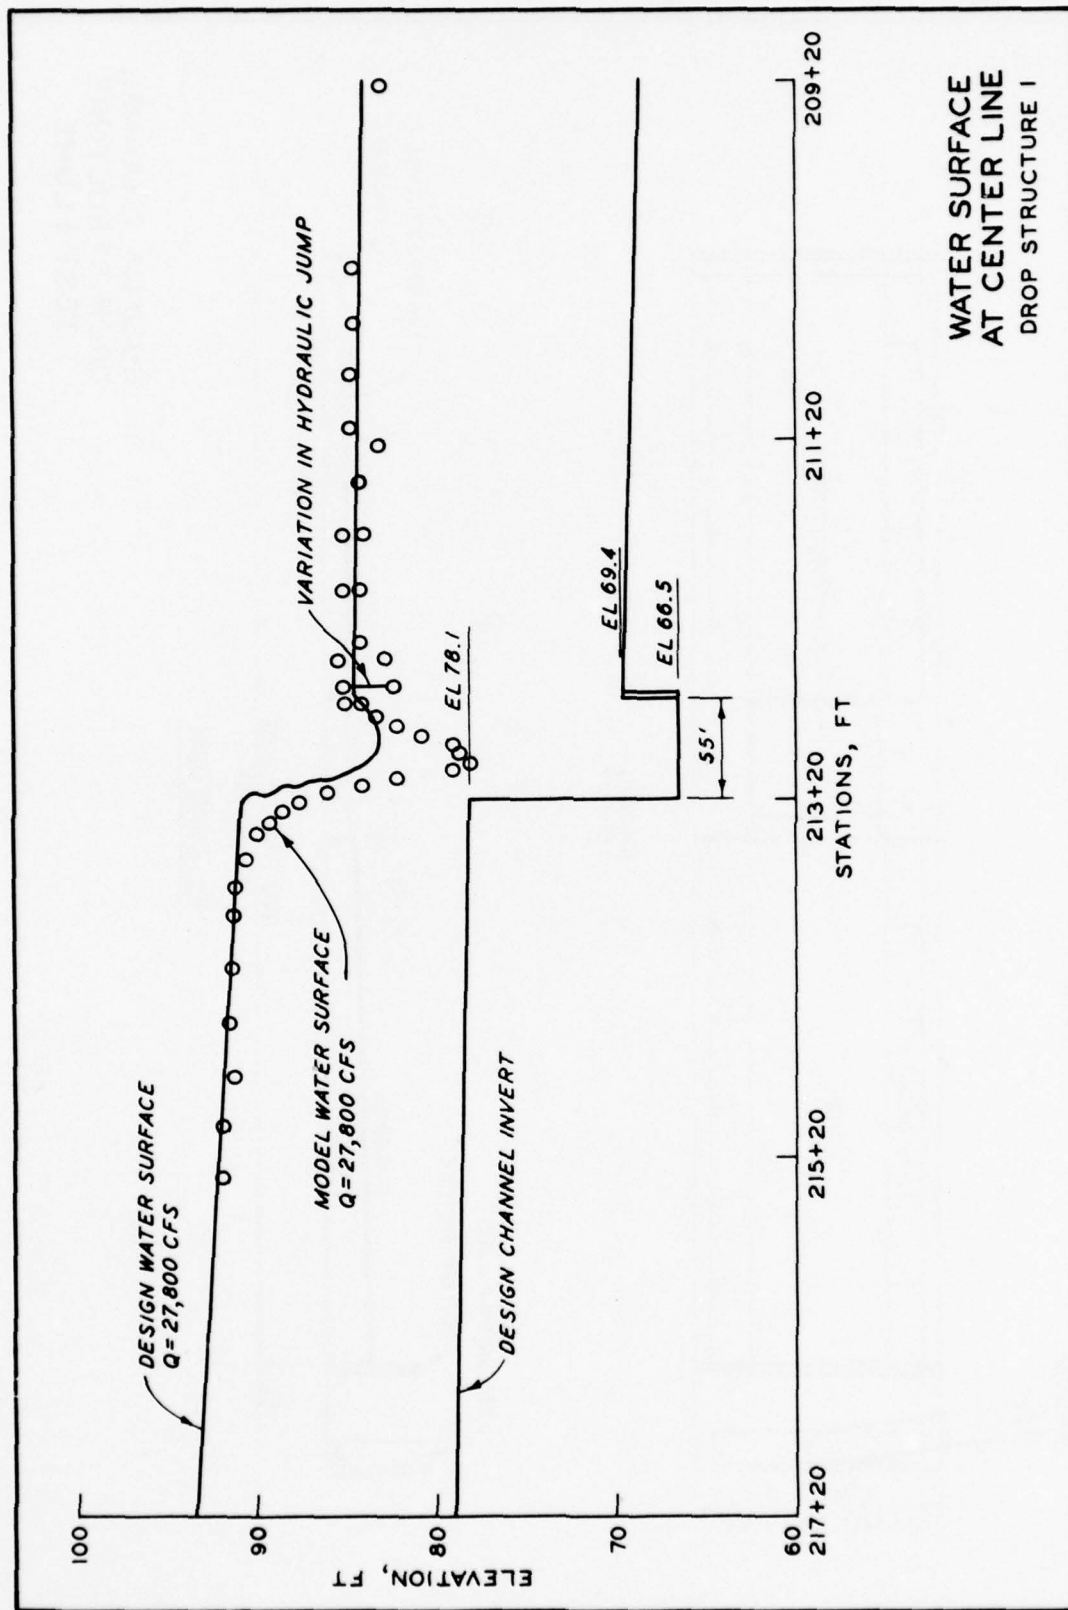 100
90
80
70
60
ELEVATION, FT
217+20
215+20
213+20
211+20
209+20
STATIONS, FT
DESIGN WATER SURFACE
Q=27,800 CFS
MODEL WATER SURFACE
Q=27,800 CFS
DESIGN CHANNEL INVERT
VARIATION IN HYDRAULIC JUMP
EL 78.1
EL 69.4
EL 66.5
55'
WATER SURFACE
AT CENTER LINE
DROP STRUCTURE 1